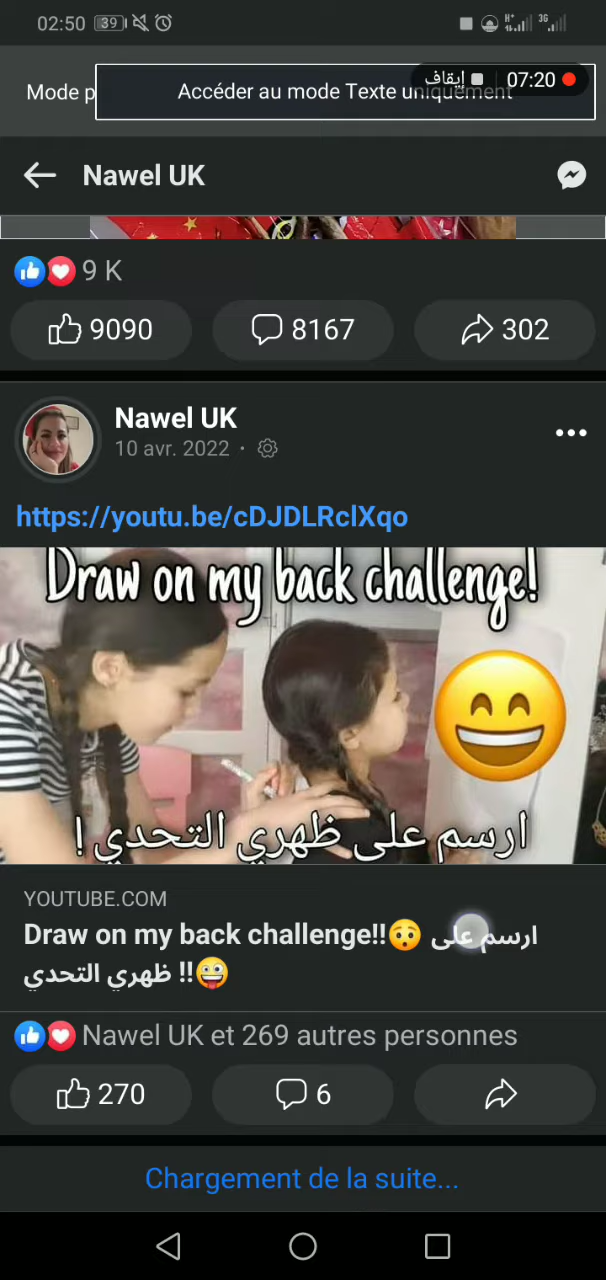 02:50 39 H+ 3G
Mode p
Accéder au mode Texte uniquement
إيقاف 07:20
Nawel UK
9 K
9090 8167 302
Nawel UK
10 avr. 2022 ·
https://youtu.be/cDJDLRclXqo
Draw on my back challenge!
ارسم على ظهري التحدي !
YOUTUBE.COM
Draw on my back challenge!!😯 ارسم على
ظهري التحدي !!🤪
Nawel UK et 269 autres personnes
270 6
Chargement de la suite...